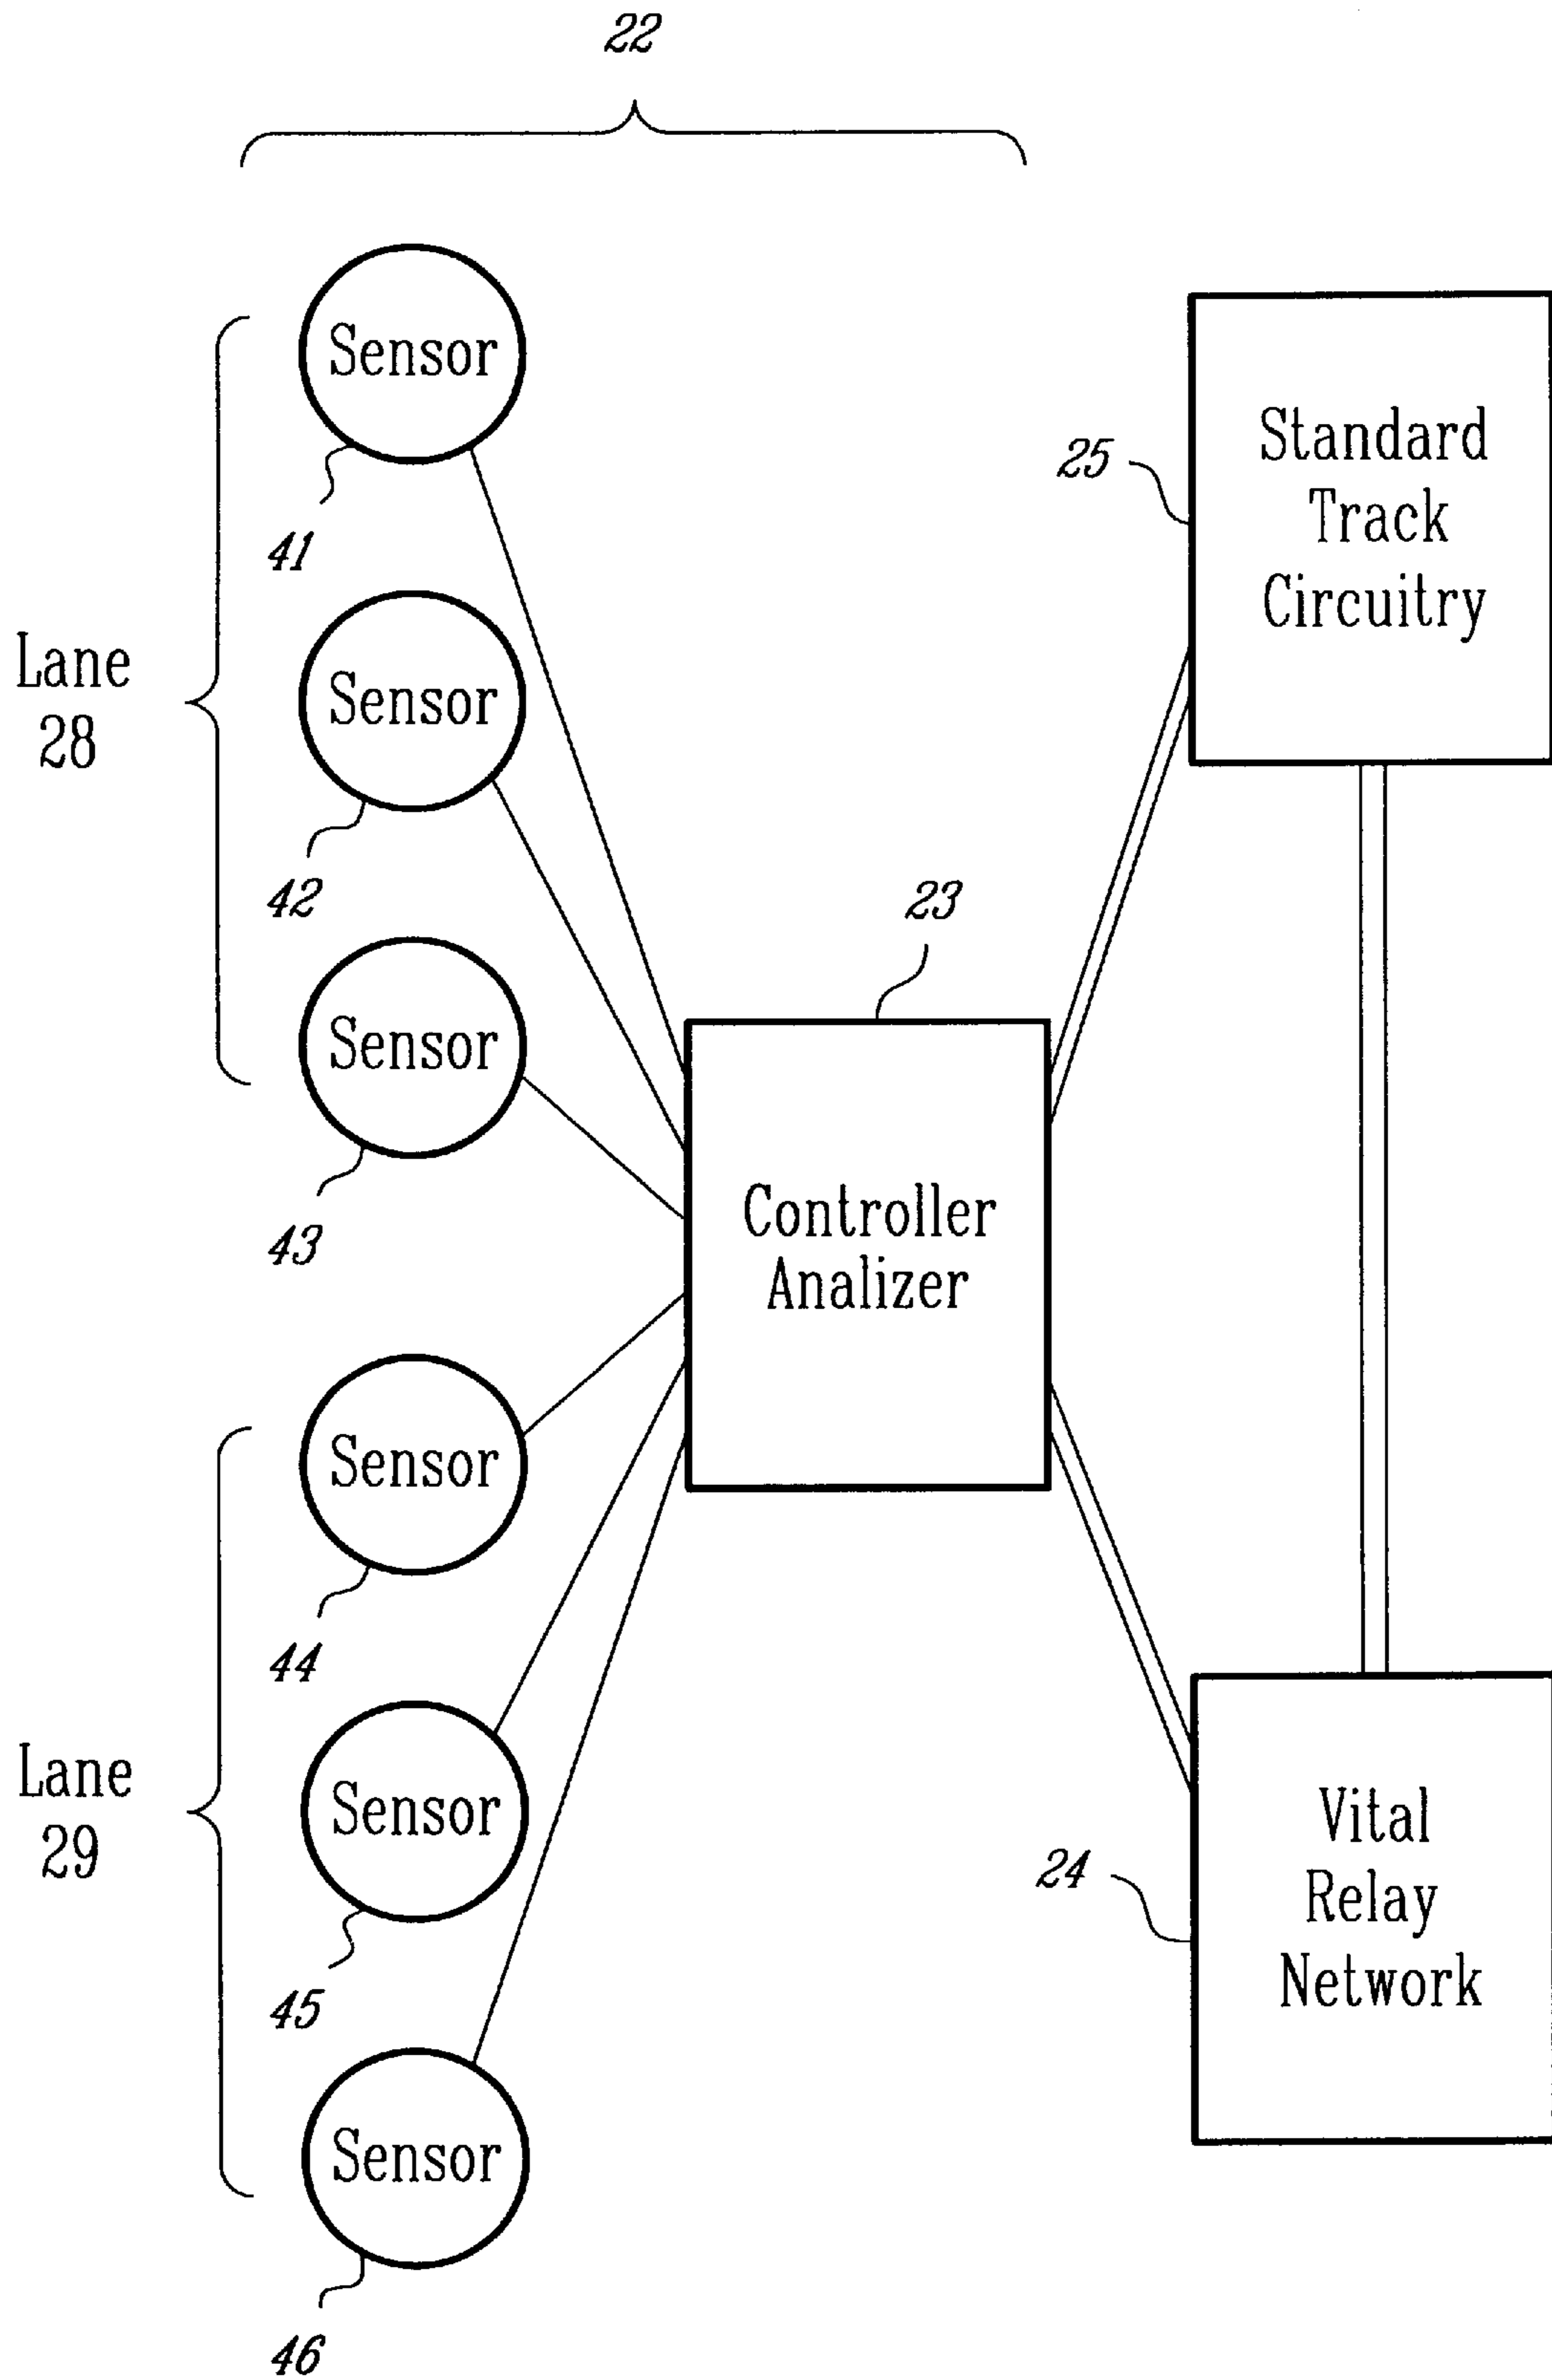 22
Sensor
41
Lane
28
Sensor
42
Sensor
43
Standard
Track
Circuitry
25
23
Controller
Analizer
Sensor
44
Lane
29
Sensor
45
Sensor
46
Vital
Relay
Network
24